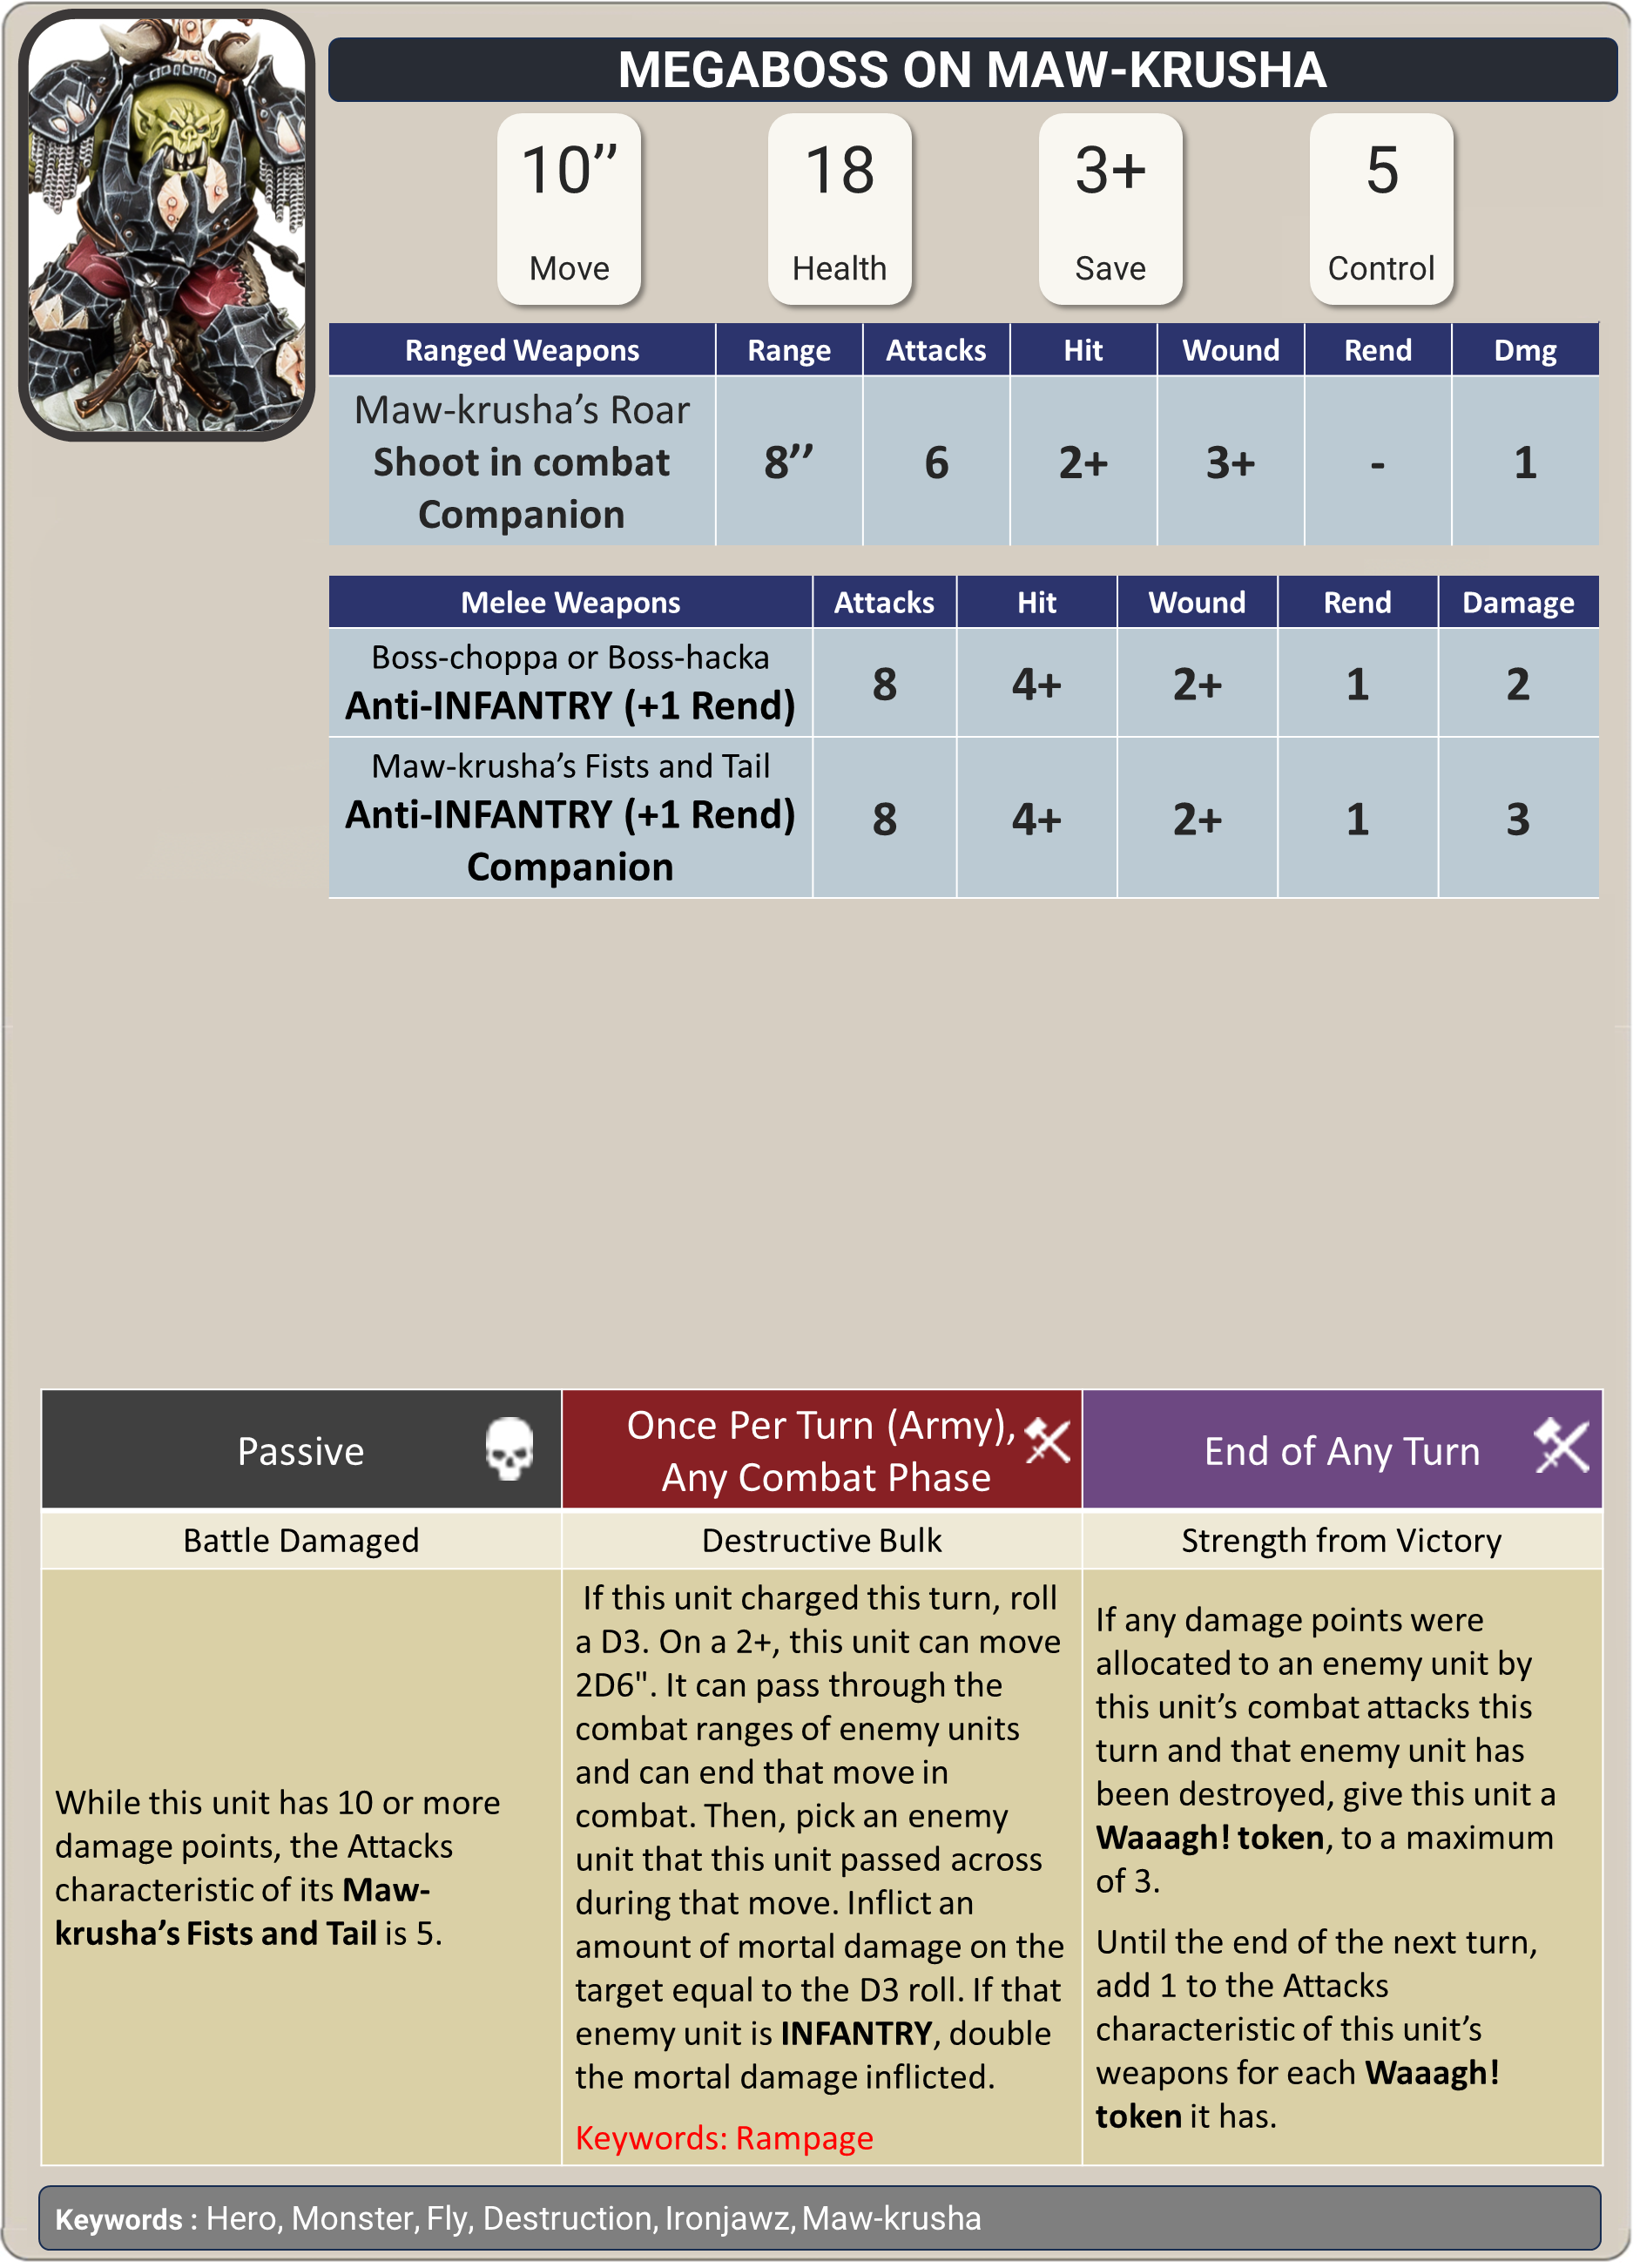 MEGABOSS ON MAW-KRUSHA
10’’
Move
18
Health
3+
Save
5
Control
Ranged Weapons Range Attacks Hit Wound Rend Dmg
Maw-krusha’s Roar
Shoot in combat
Companion
8’’ 6 2+ 3+ - 1
Melee Weapons Attacks Hit Wound Rend Damage
Boss-choppa or Boss-hacka
Anti-INFANTRY (+1 Rend)
8 4+ 2+ 1 2
Maw-krusha’s Fists and Tail
Anti-INFANTRY (+1 Rend)
Companion
8 4+ 2+ 1 3
Passive
Battle Damaged
While this unit has 10 or more
damage points, the Attacks
characteristic of its Maw-
krusha’s Fists and Tail is 5.
Once Per Turn (Army),
Any Combat Phase
Destructive Bulk
If this unit charged this turn, roll
a D3. On a 2+, this unit can move
2D6". It can pass through the
combat ranges of enemy units
and can end that move in
combat. Then, pick an enemy
unit that this unit passed across
during that move. Inflict an
amount of mortal damage on the
target equal to the D3 roll. If that
enemy unit is INFANTRY, double
the mortal damage inflicted.
Keywords: Rampage
End of Any Turn
Strength from Victory
If any damage points were
allocated to an enemy unit by
this unit’s combat attacks this
turn and that enemy unit has
been destroyed, give this unit a
Waaagh! token, to a maximum
of 3.
Until the end of the next turn,
add 1 to the Attacks
characteristic of this unit’s
weapons for each Waaagh!
token it has.
Keywords : Hero, Monster, Fly, Destruction, Ironjawz, Maw-krusha